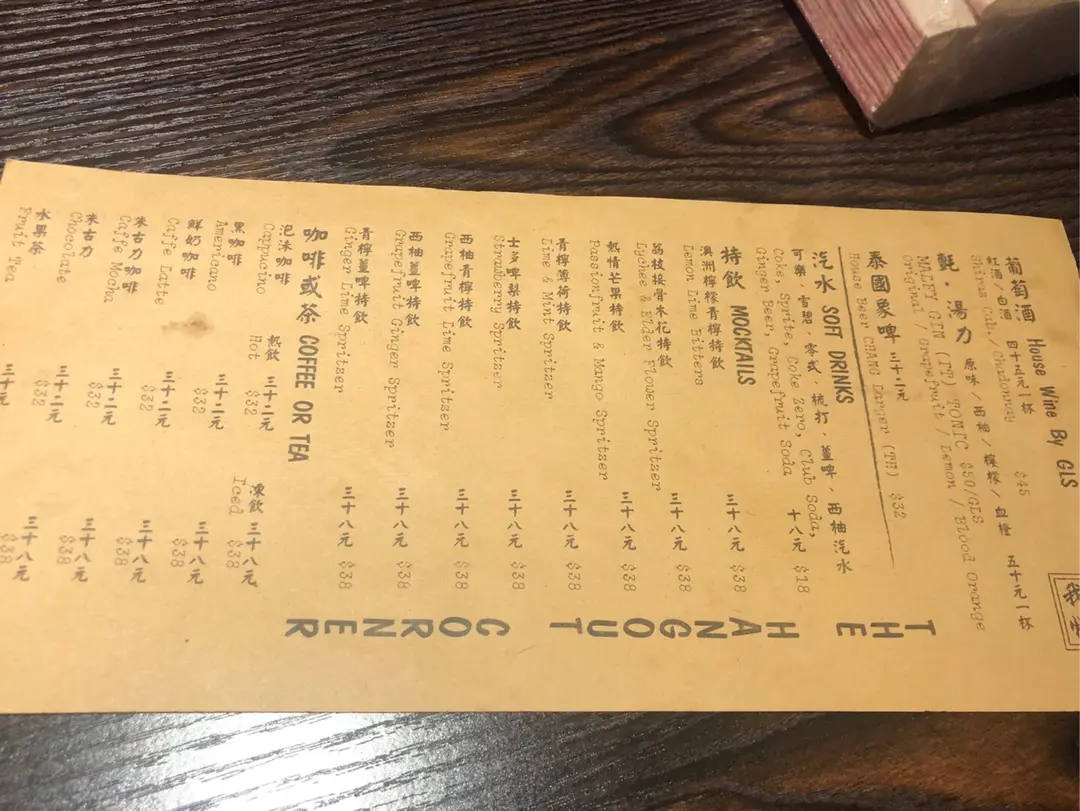 葡萄酒 House Wine By GLS
紅酒／白酒 四十五元一杯
Shiraz Cab./ Chadonnay $45
氈．湯力 原味／西柚／檸檬／血橙 五十元一杯
MALFY GIN (IT) TONIC $50/GLS
Original / Grapefruit / Lemon / Blood Orange
泰國象啤 三十二元
House Beer CHANG Larger (TH) $32
汽水 SOFT DRINKS
可樂，雪碧，零式，梳打，薑啤，西柚汽水
Coke, Sprite, Coke Zero, Club Soda, 十八元 $18
Ginger Beer, Grapefruit Soda
特飲 MOCKTAILS
澳洲檸檬青檸特飲 三十八元 $38
Lemon Lime Bitters
荔枝接骨木花特飲 三十八元 $38
Lychee & Elder Flower Spritzer
熱情芒果特飲 三十八元 $38
Passionfruit & Mango Spritzer
青檸薄荷特飲 三十八元 $38
Lime & Mint Spritzer
士多啤梨特飲 三十八元 $38
Strawberry Spritzer
西柚青檸特飲 三十八元 $38
Grapefruit Lime Spritzer
西柚薑啤特飲 三十八元 $38
Grapefruit Ginger Spritzer
青檸薑啤特飲 三十八元 $38
Ginger Lime Spritzer
咖啡或茶 COFFEE OR TEA
熱飲 凍飲
Hot Iced
泡沫咖啡 三十二元 三十八元
Cappucino $32 $38
黑咖啡 三十二元 三十八元
Americano $32 $38
鮮奶咖啡 三十二元 三十八元
Caffe Latte $32 $38
朱古力咖啡 三十二元 三十八元
Caffe Mocha $32 $38
朱古力 三十二元 三十八元
Chocolate $32 $38
水果茶 三十二元 三十八元
Fruit Tea $32 $38
THE HANGOUT CORNER